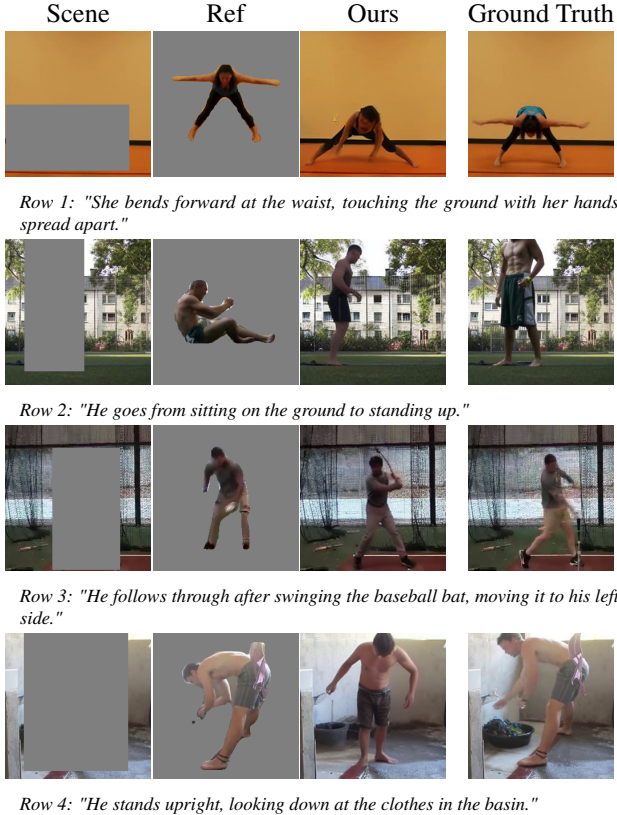 Scene Ref Ours Ground Truth
Row 1: "She bends forward at the waist, touching the ground with her hands
spread apart."
Row 2: "He goes from sitting on the ground to standing up."
Row 3: "He follows through after swinging the baseball bat, moving it to his left
side."
Row 4: "He stands upright, looking down at the clothes in the basin."